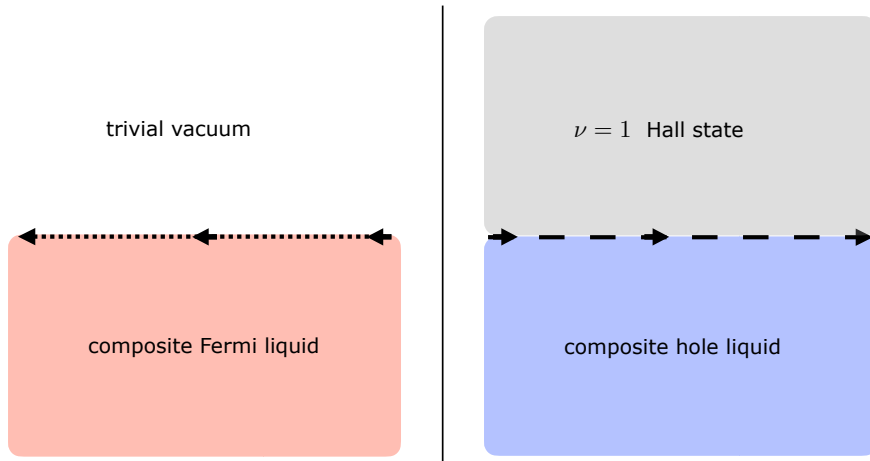 trivial vacuum
ν = 1 Hall state
composite Fermi liquid
composite hole liquid